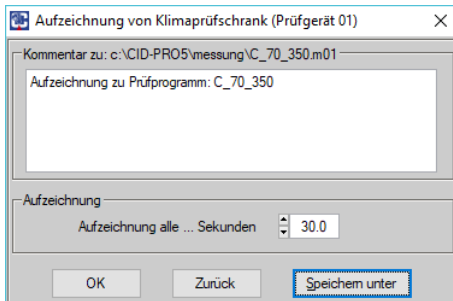 Aufzeichnung von Klimaprüfschrank (Prüfgerät 01)
Kommentar zu: c:\CID-PRO5\messung\C_70_350.m01
Aufzeichnung zu Prüfprogramm: C_70_350
Aufzeichnung
Aufzeichnung alle ... Sekunden 30.0
OK Zurück Speichern unter